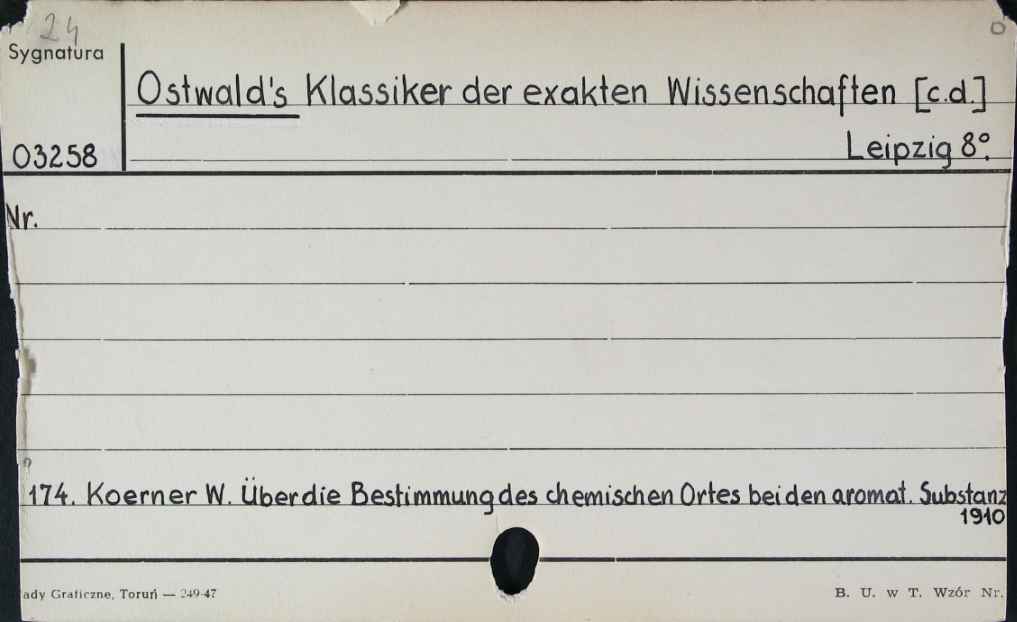 24
Sygnatura
Ostwald's Klassiker der exakten Wissenschaften [c.d.]
03258
Leipzig 8º.
Nr.
174. Koerner W. Über die Bestimmung des chemischen Ortes bei den aromat. Substanz
1910
ady Graficzne, Toruń — 249-47
B. U. w T. Wzór Nr.